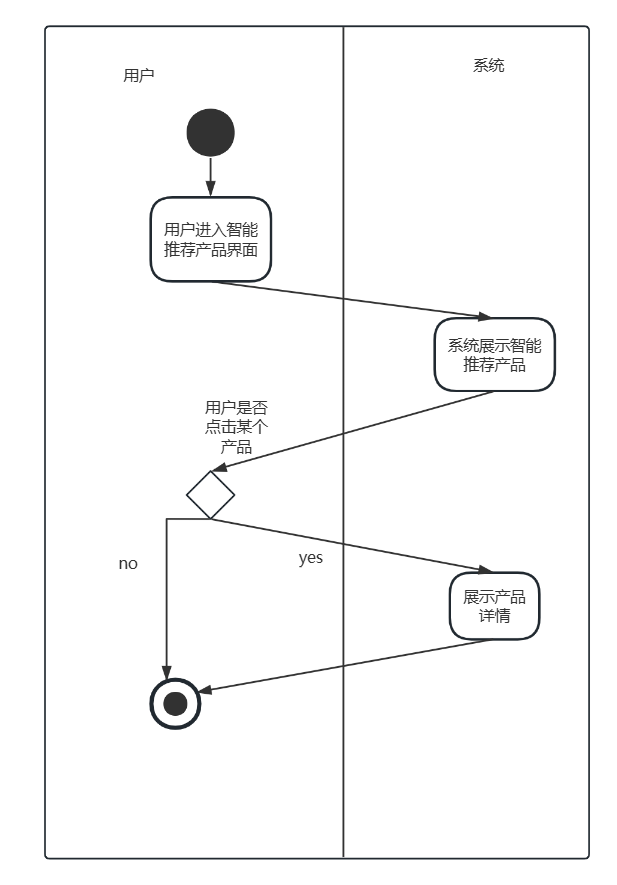 用户
系统
用户进入智能
推荐产品界面
系统展示智能
推荐产品
用户是否
点击某个
产品
no
yes
展示产品
详情